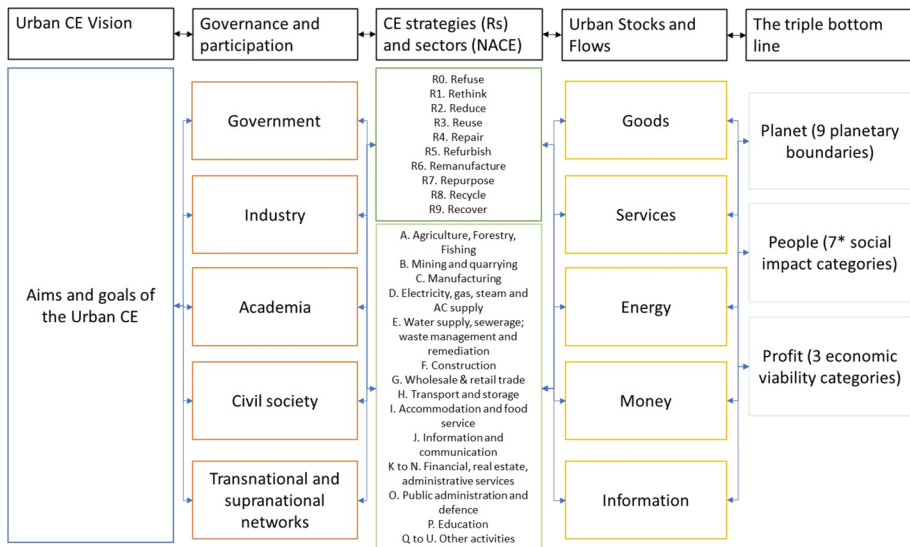 Urban CE Vision
Governance and
participation
CE strategies (Rs)
and sectors (NACE)
Urban Stocks and
Flows
The triple bottom
line
Aims and goals of
the Urban CE
Government
Industry
Academia
Civil society
Transnational and
supranational
networks
R0. Refuse
R1. Rethink
R2. Reduce
R3. Reuse
R4. Repair
R5. Refurbish
R6. Remanufacture
R7. Repurpose
R8. Recycle
R9. Recover
A. Agriculture, Forestry,
Fishing
B. Mining and quarrying
C. Manufacturing
D. Electricity, gas, steam and
AC supply
E. Water supply, sewerage;
waste management and
remediation
F. Construction
G. Wholesale & retail trade
H. Transport and storage
I. Accommodation and food
service
J. Information and
communication
K to N. Financial, real estate,
administrative services
O. Public administration and
defence
P. Education
Q to U. Other activities
Goods
Services
Energy
Money
Information
Planet (9 planetary
boundaries)
People (7* social
impact categories)
Profit (3 economic
viability categories)